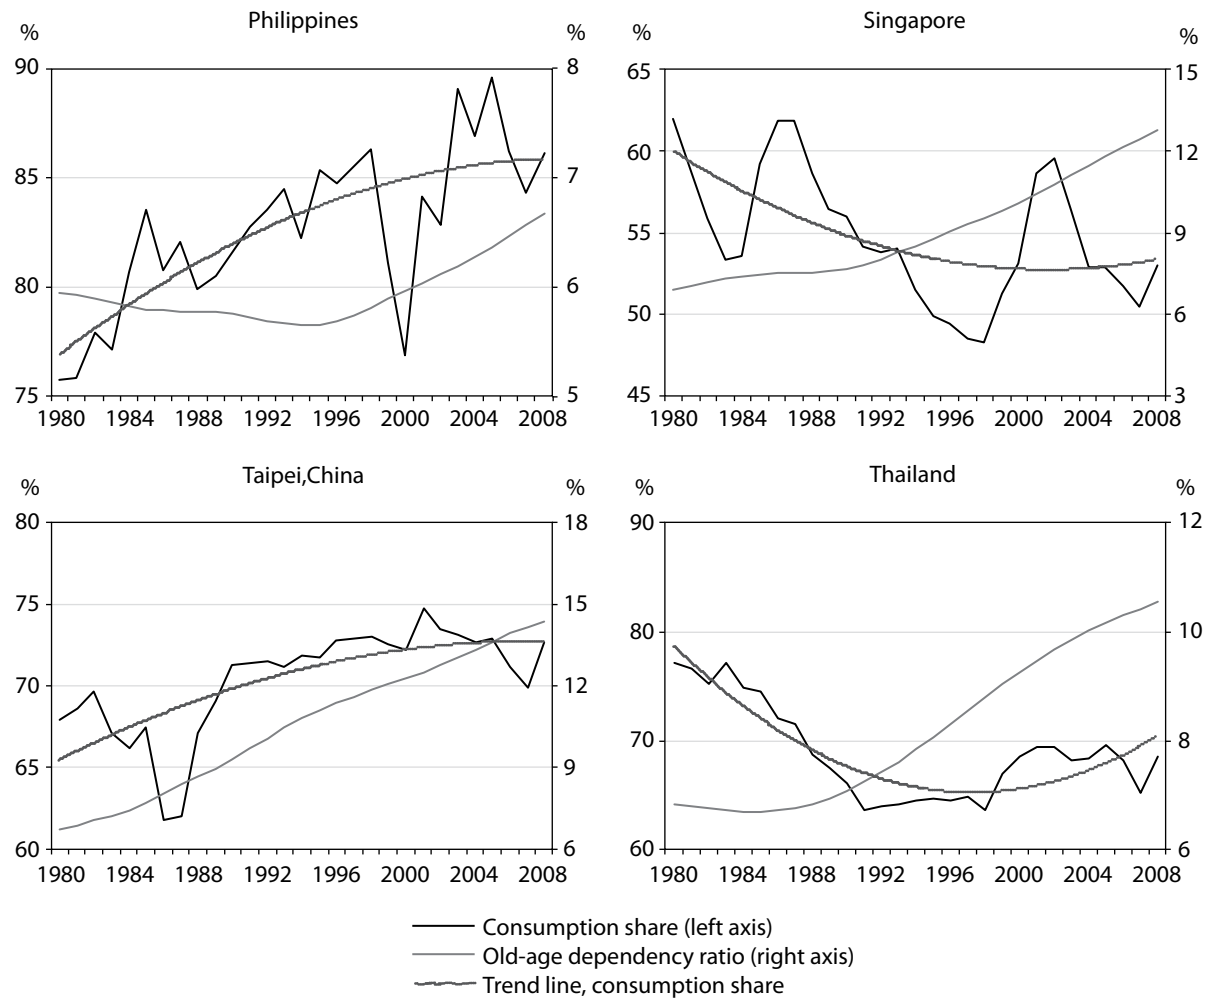 Philippines
% %
90 8
85 7
80 6
75 5
1980 1984 1988 1992 1996 2000 2004 2008
Singapore
% %
65 15
60 12
55 9
50 6
45 3
1980 1984 1988 1992 1996 2000 2004 2008
Taipei,China
% %
80 18
75 15
70 12
65 9
60 6
1980 1984 1988 1992 1996 2000 2004 2008
Thailand
% %
90 12
80 10
70 8
60 6
1980 1984 1988 1992 1996 2000 2004 2008
Consumption share (left axis)
Old-age dependency ratio (right axis)
Trend line, consumption share